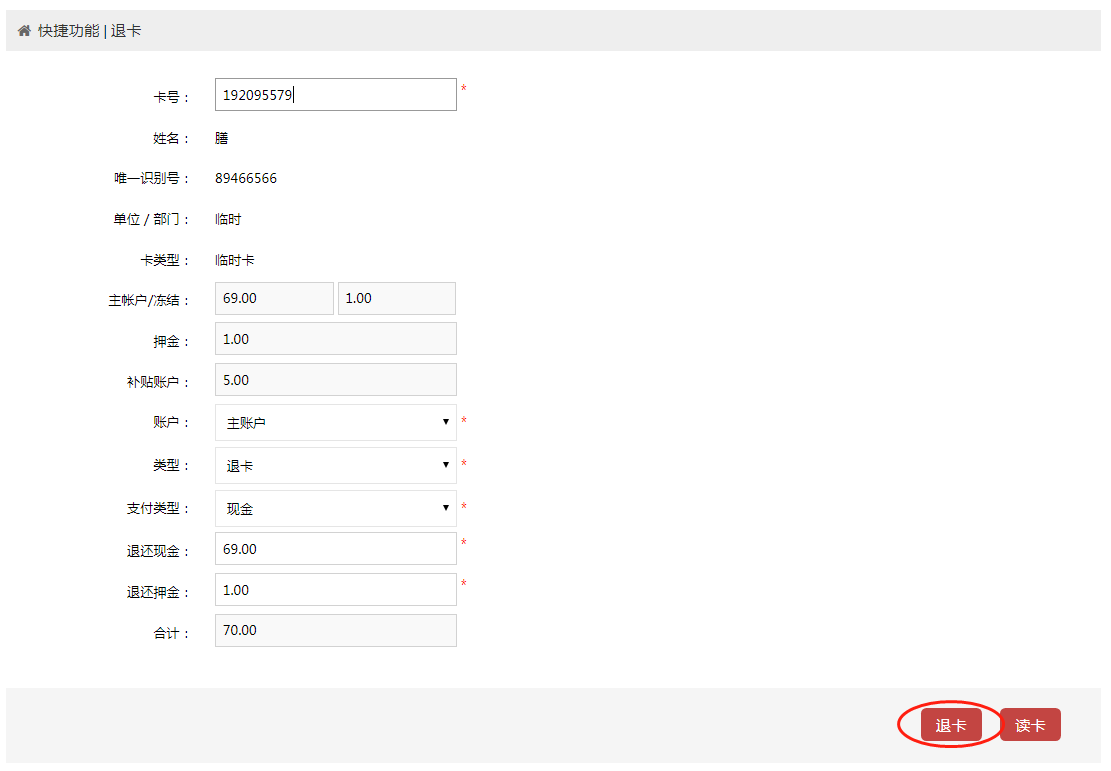 快捷功能 | 退卡
卡号： 192095579 *
姓名： 膳
唯一识别号： 89466566
单位 / 部门： 临时
卡类型： 临时卡
主帐户/冻结： 69.00 1.00
押金： 1.00
补贴账户： 5.00
账户： 主账户 *
类型： 退卡 *
支付类型： 现金 *
退还现金： 69.00 *
退还押金： 1.00 *
合计： 70.00
退卡 读卡